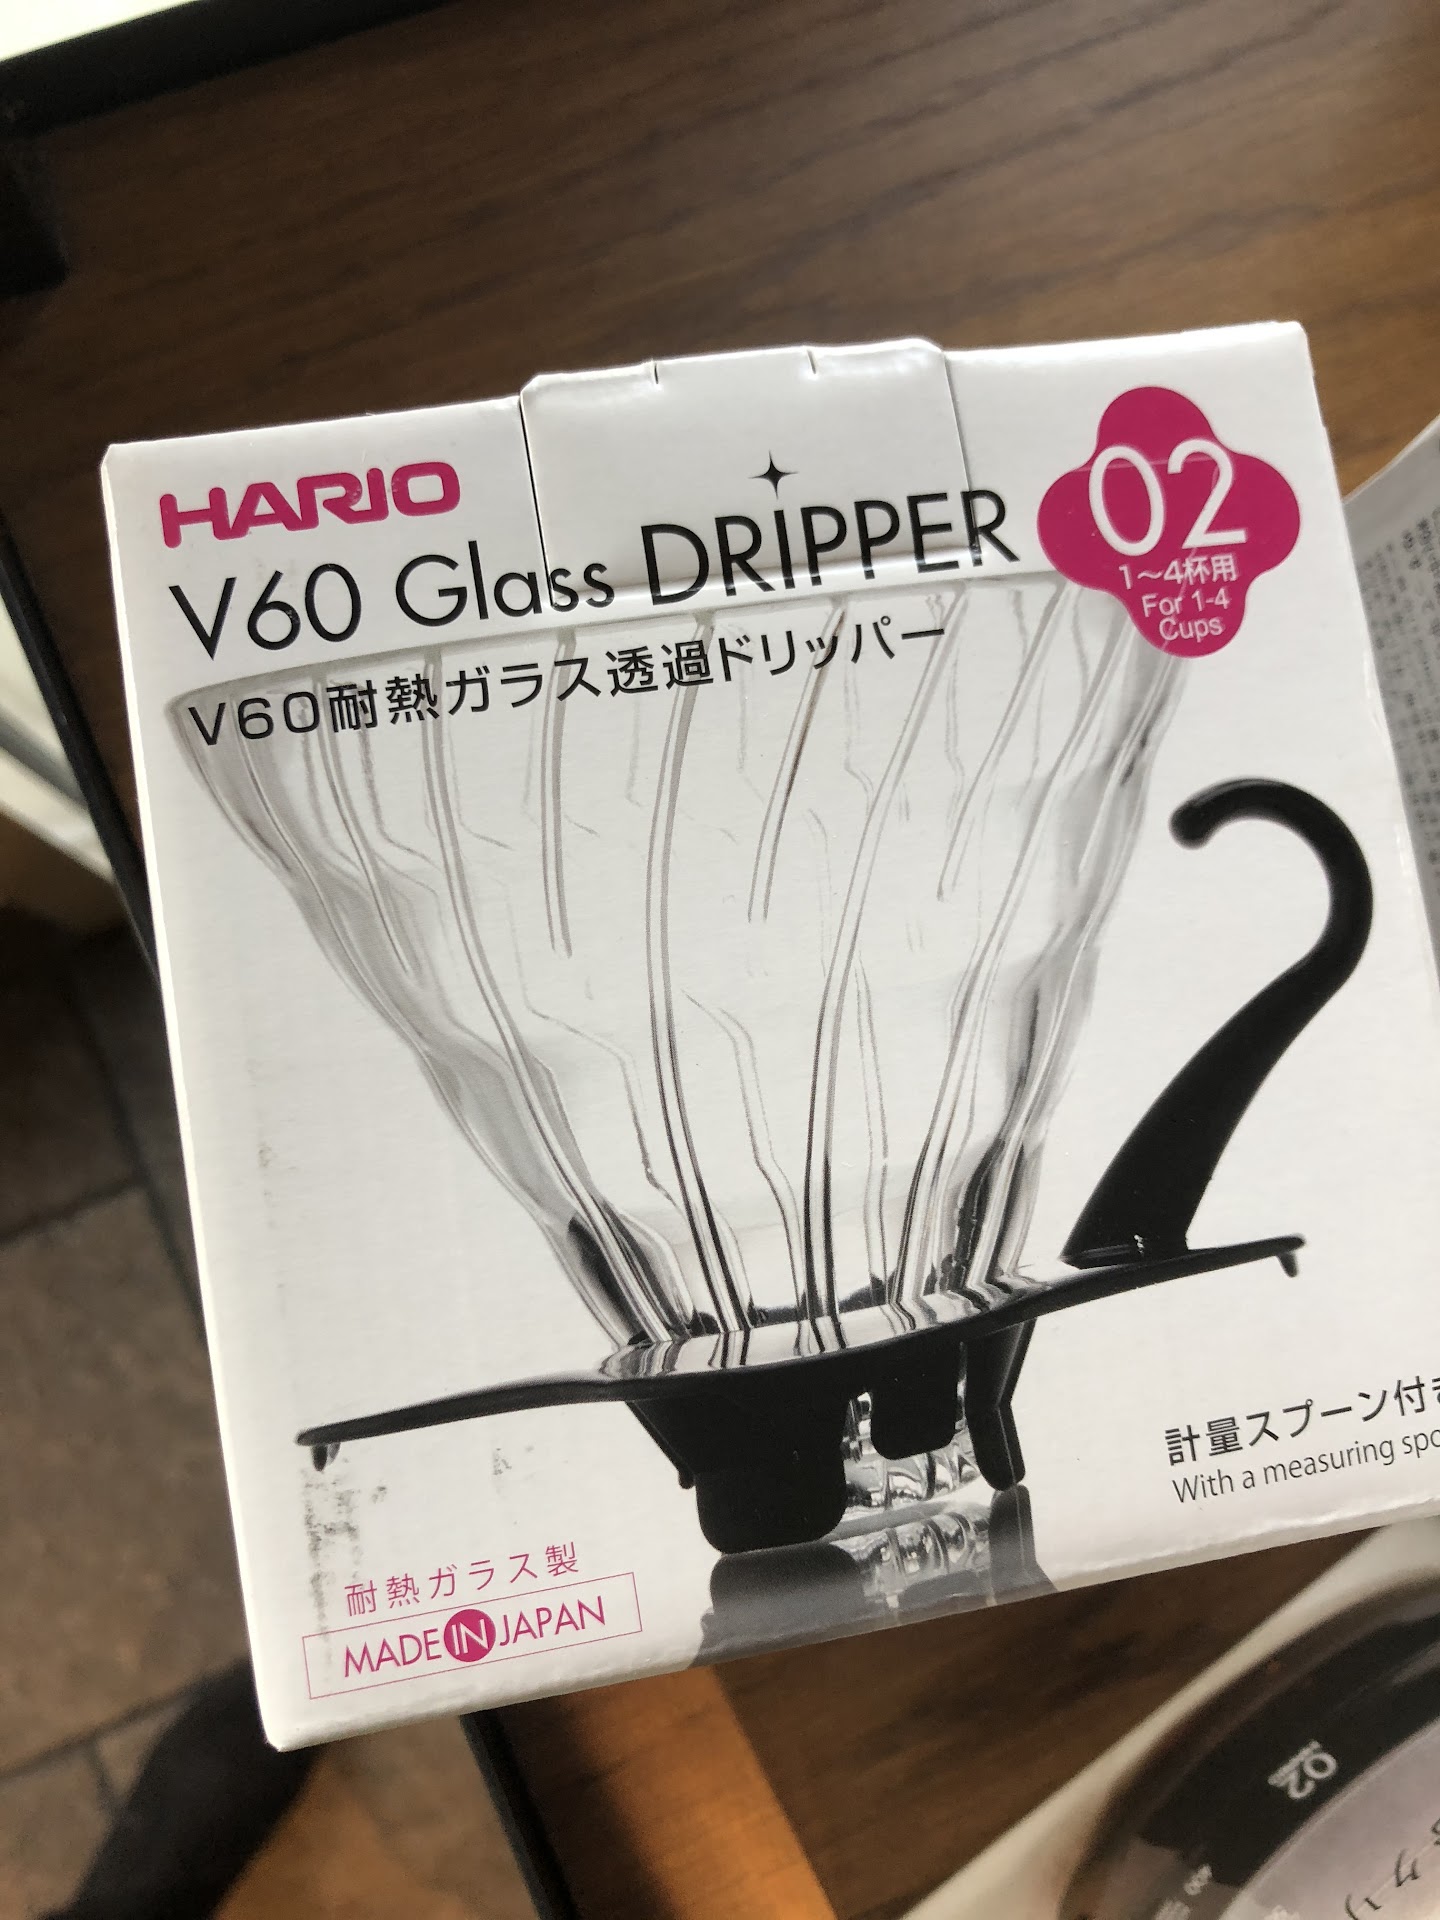 HARIO
V60 Glass DRIPPER
V60耐熱ガラス透過ドリッパー
02
1〜4杯用
For 1-4
Cups
計量スプーン付き
With a measuring spo
耐熱ガラス製
MADE IN JAPAN
02
400